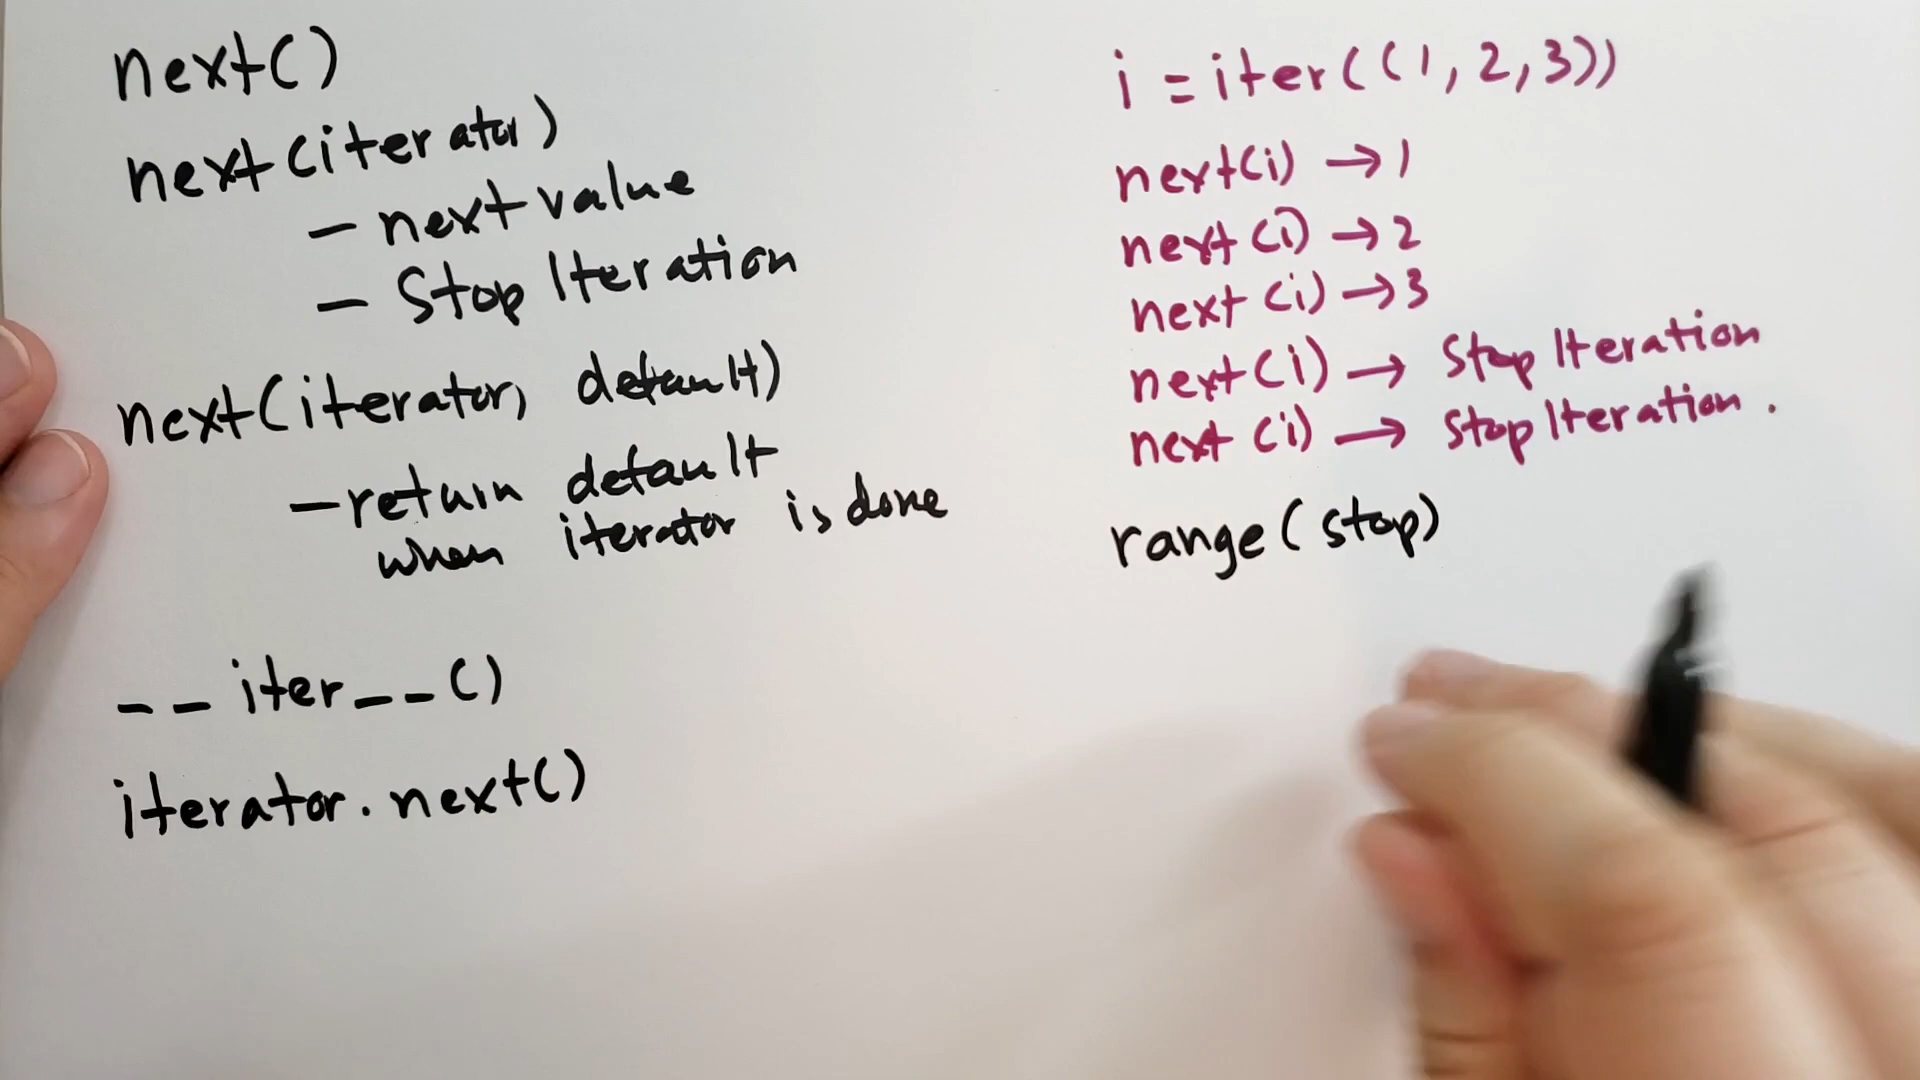 next()
next(iterator)
- next value
- Stop Iteration
next(iterator, default)
- return default
when iterator is done
__iter__()
iterator.next()
i = iter((1, 2, 3))
next(i) → 1
next(i) → 2
next(i) → 3
next(i) → Stop Iteration
next(i) → Stop Iteration.
range(stop)